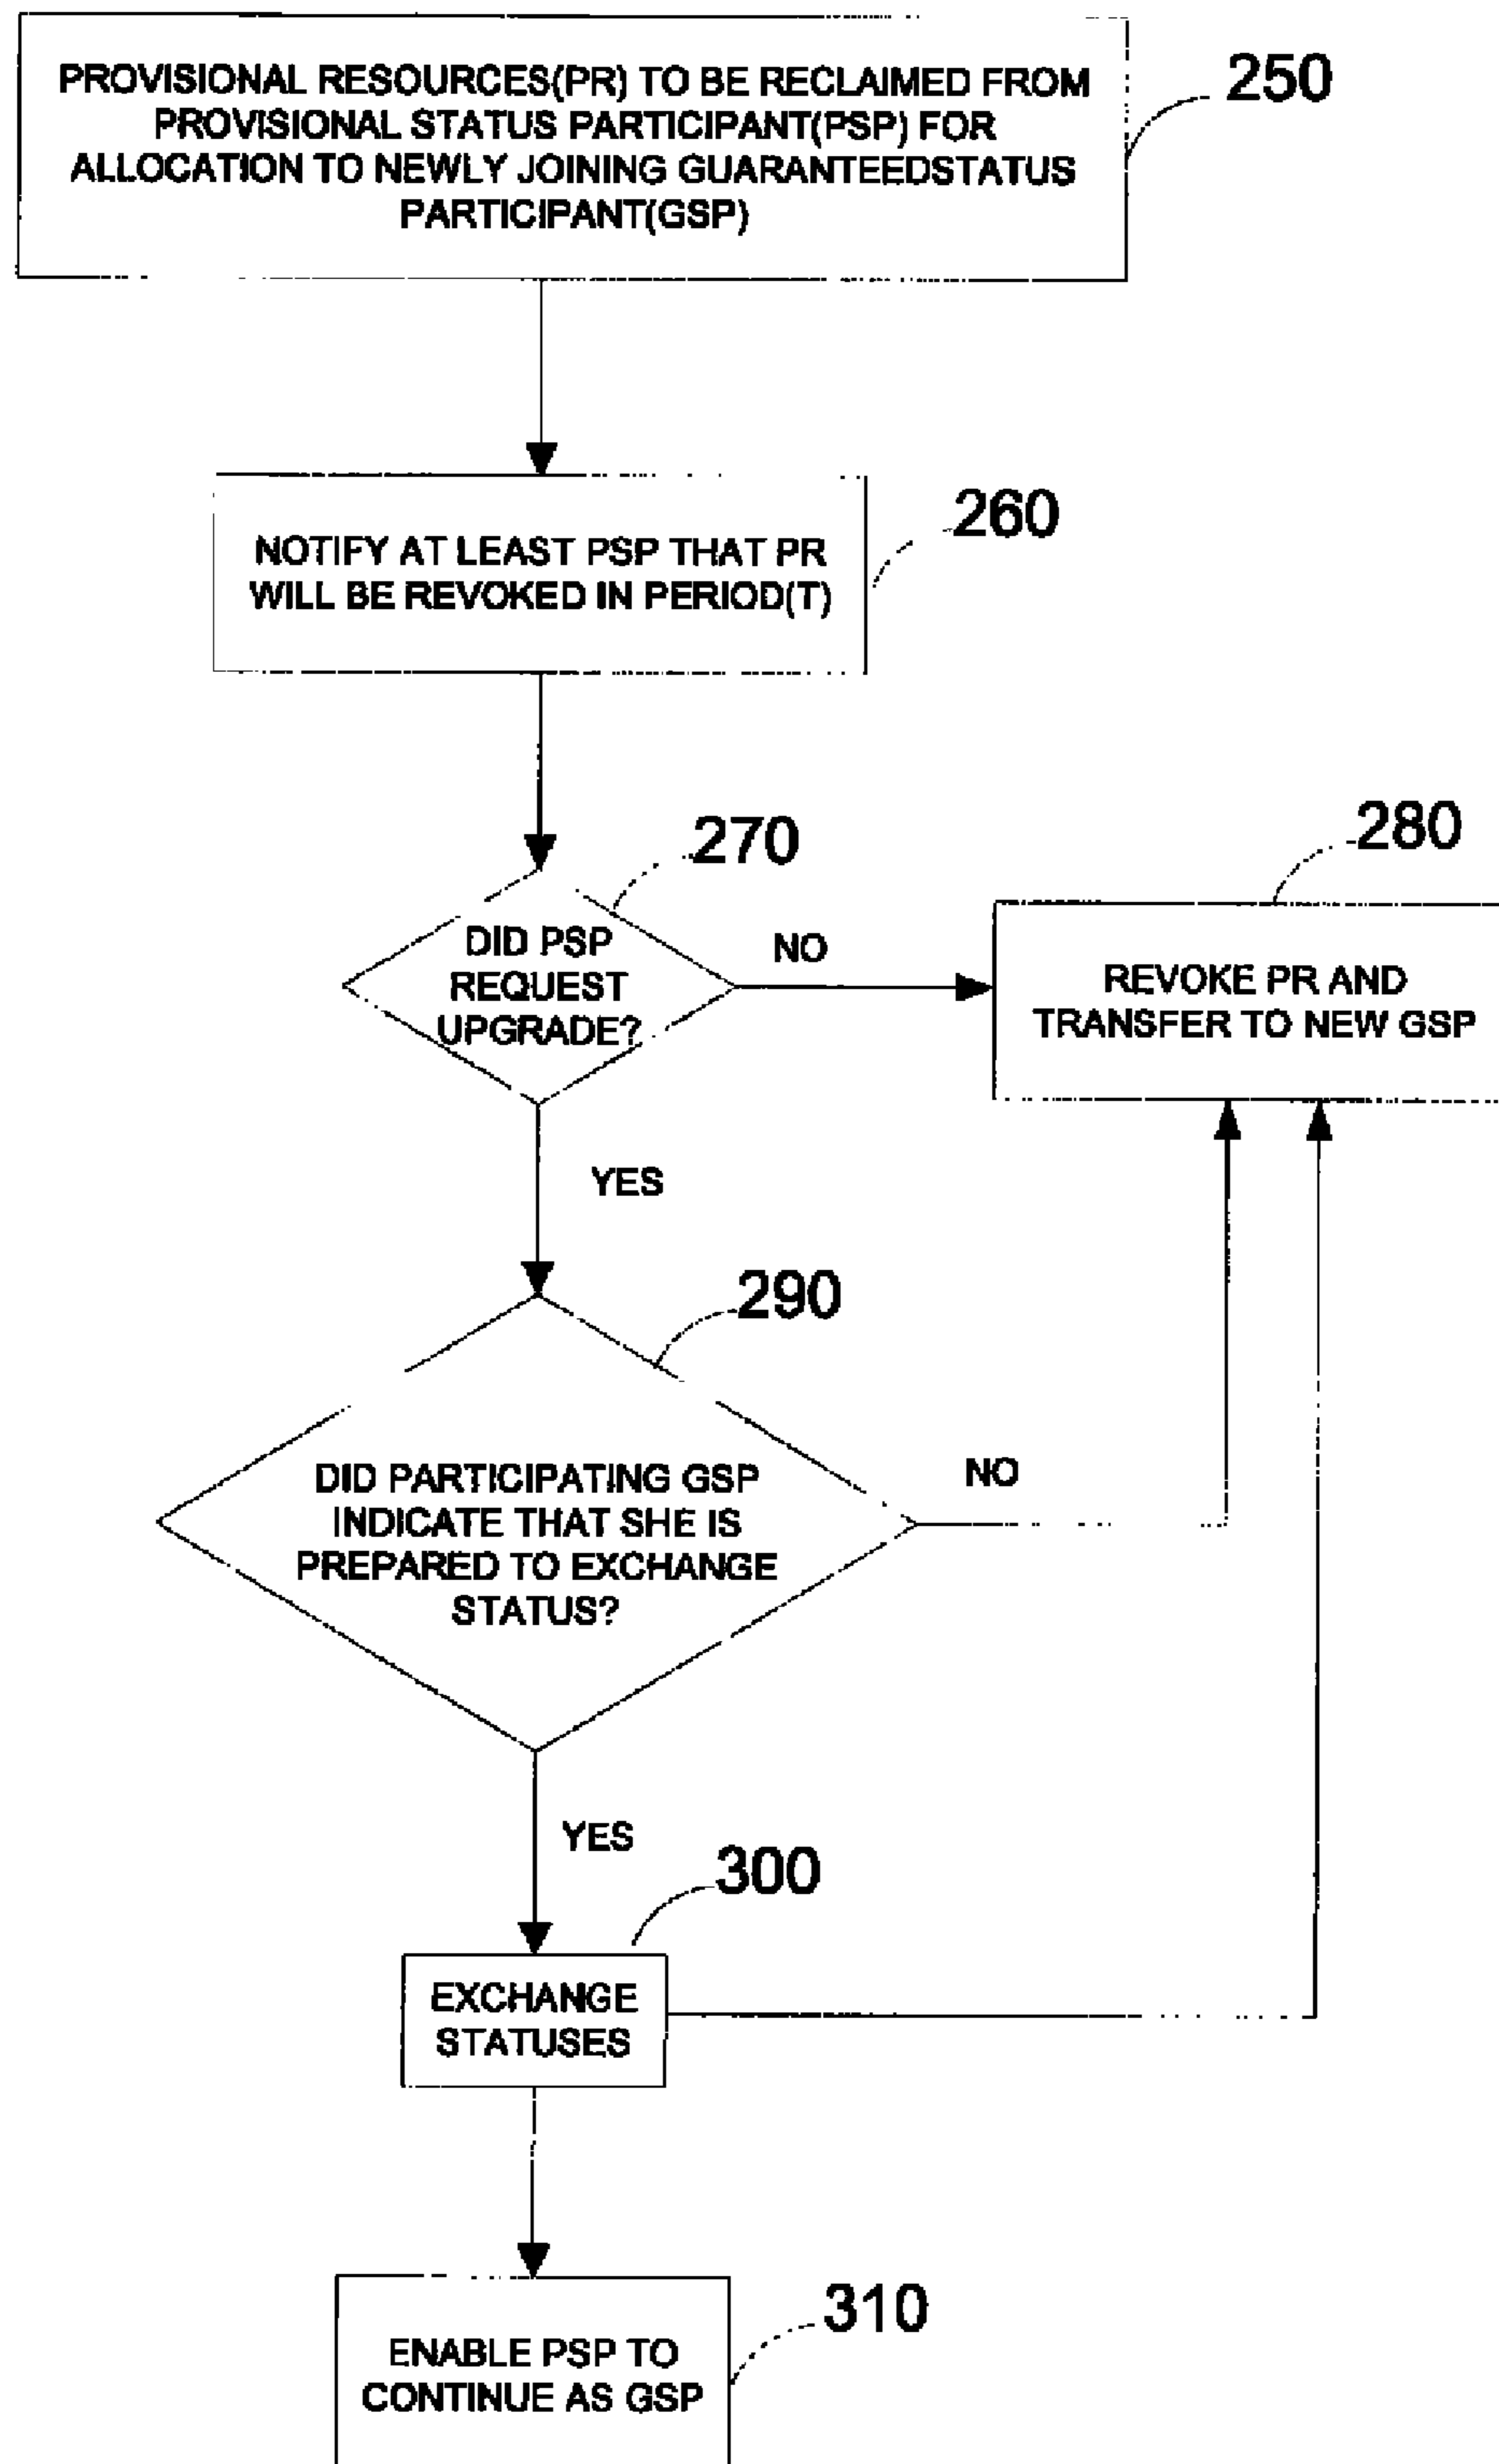 PROVISIONAL RESOURCES(PR) TO BE RECLAIMED FROM
PROVISIONAL STATUS PARTICIPANT(PSP) FOR
ALLOCATION TO NEWLY JOINING GUARANTEEDSTATUS
PARTICIPANT(GSP)
250
NOTIFY AT LEAST PSP THAT PR
WILL BE REVOKED IN PERIOD(T)
260
270
DID PSP
REQUEST
UPGRADE?
NO
280
REVOKE PR AND
TRANSFER TO NEW GSP
YES
290
DID PARTICIPATING GSP
INDICATE THAT SHE IS
PREPARED TO EXCHANGE
STATUS?
NO
YES
300
EXCHANGE
STATUSES
310
ENABLE PSP TO
CONTINUE AS GSP